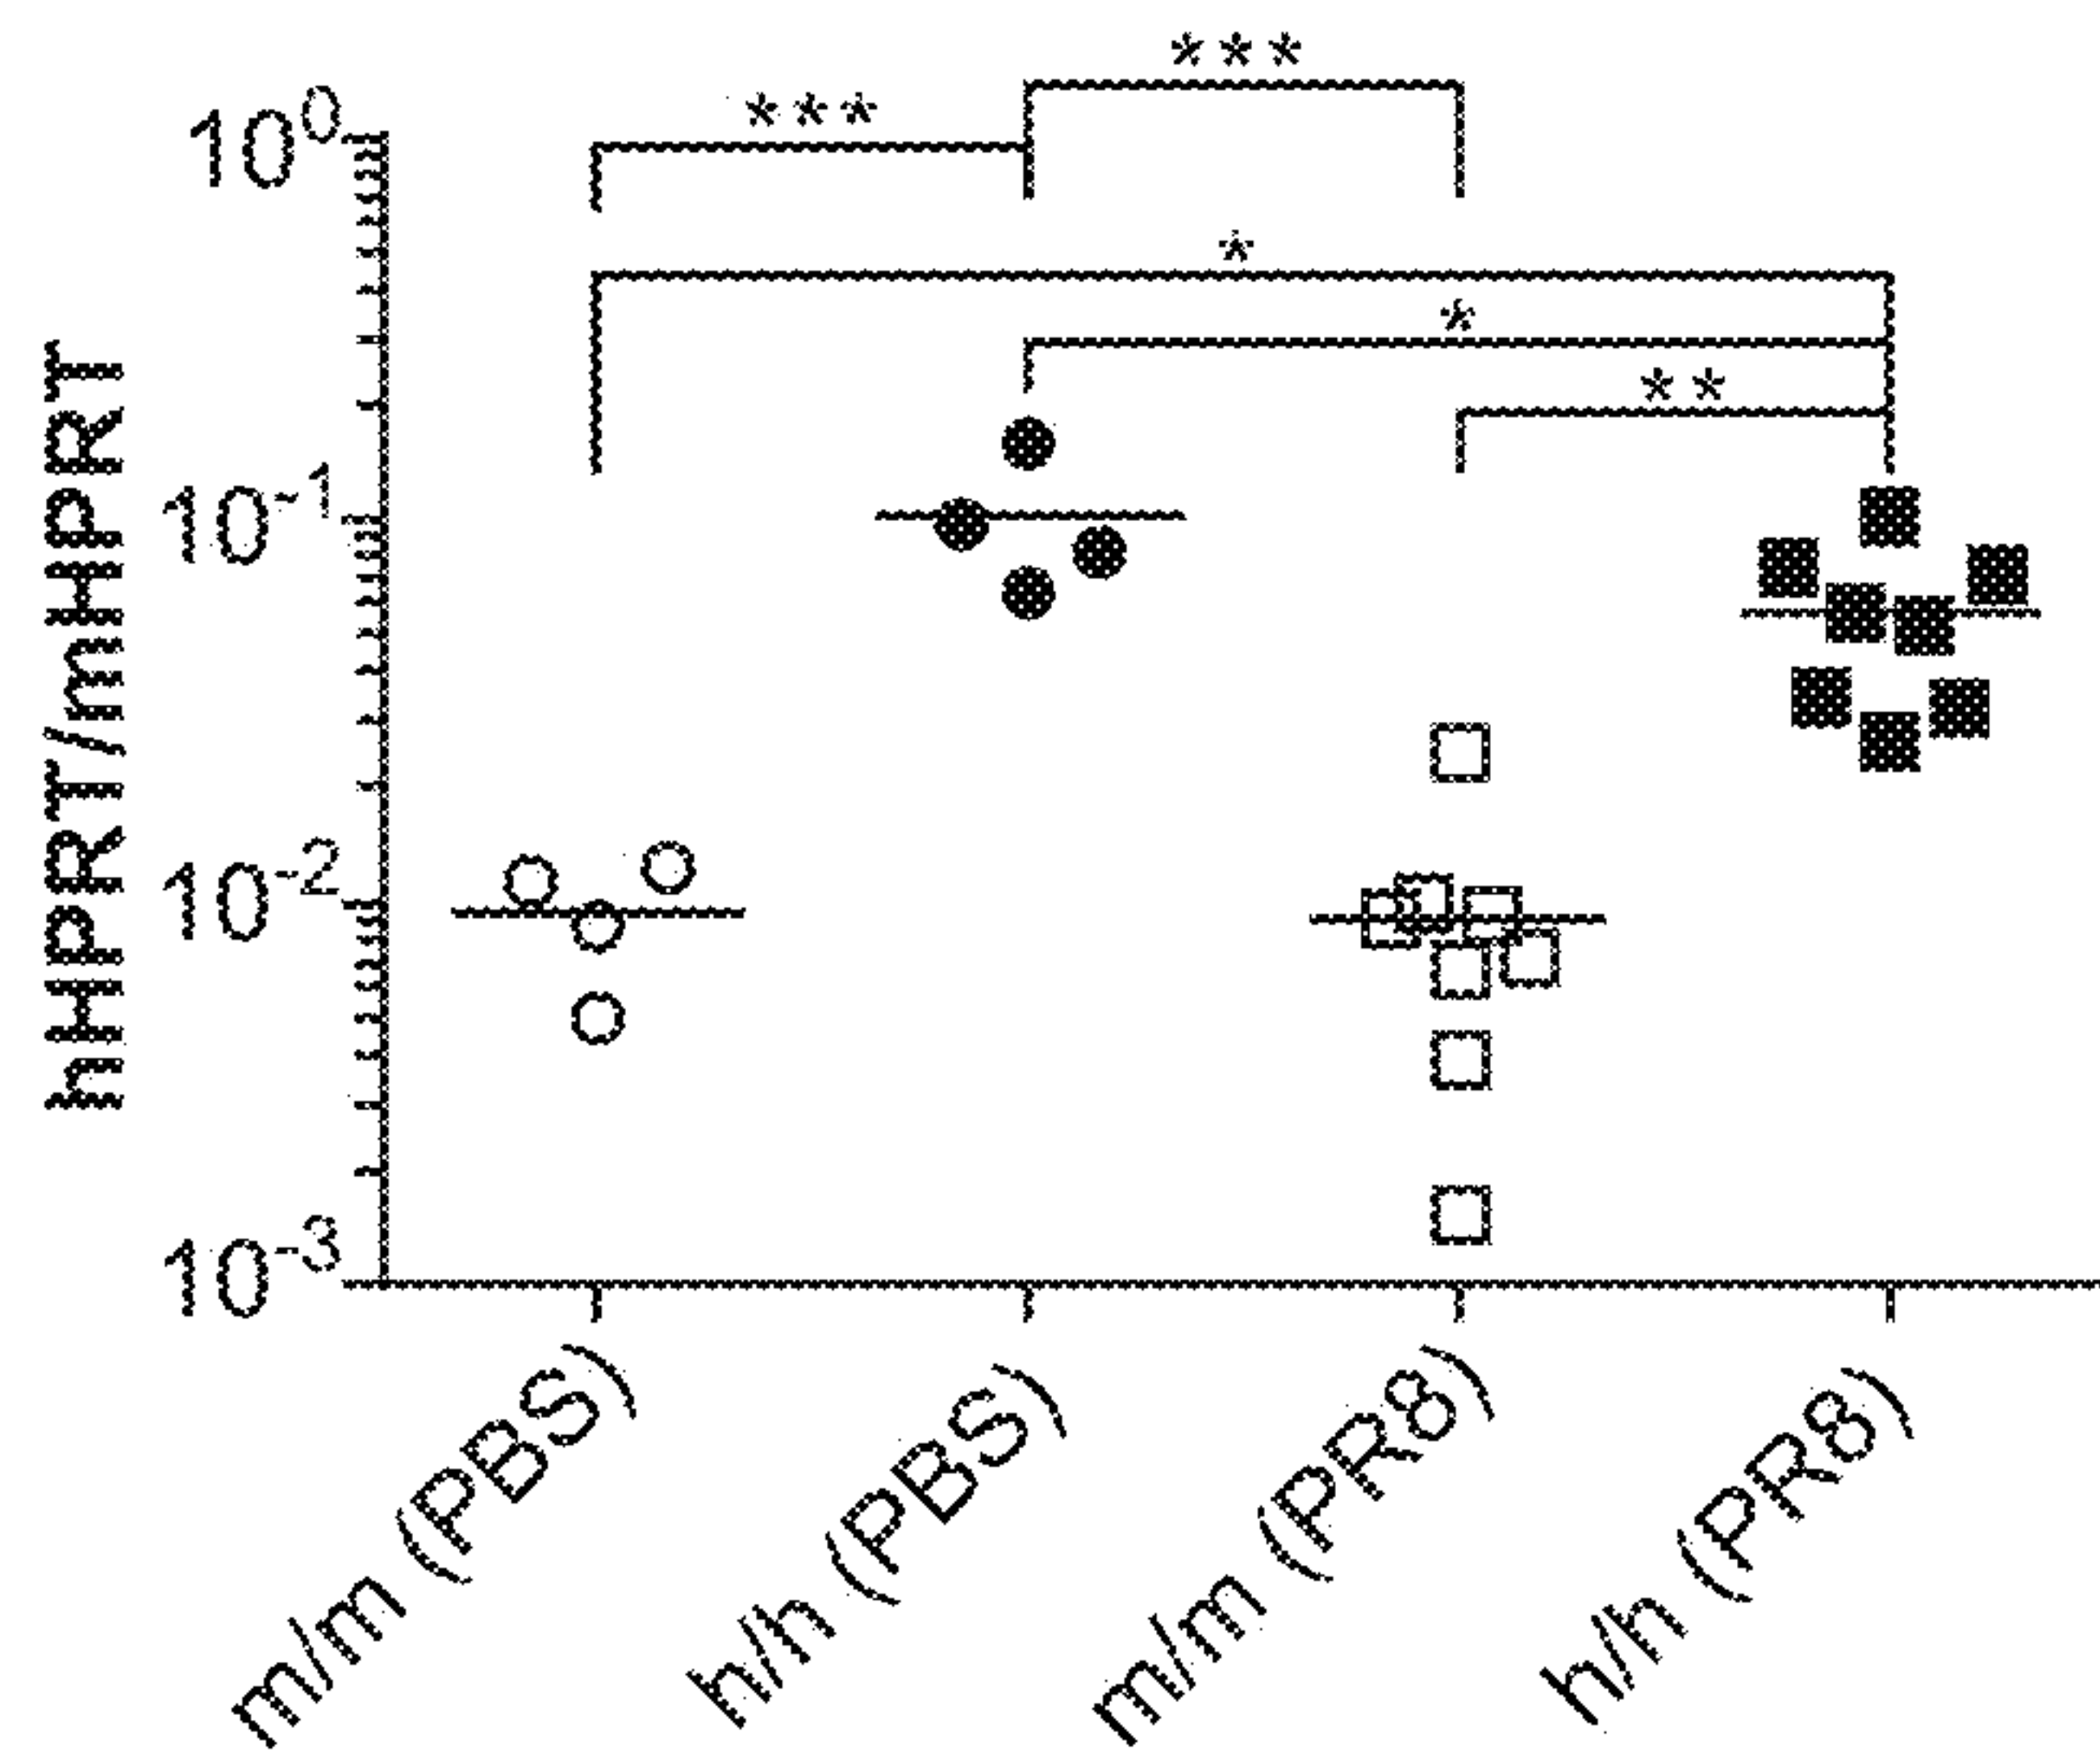 ***
***
*
*
**
hHPRT/mHPRT
10⁰
10⁻¹
10⁻²
10⁻³
m/m (PBS)
h/h (PBS)
m/m (PR8)
h/h (PR8)